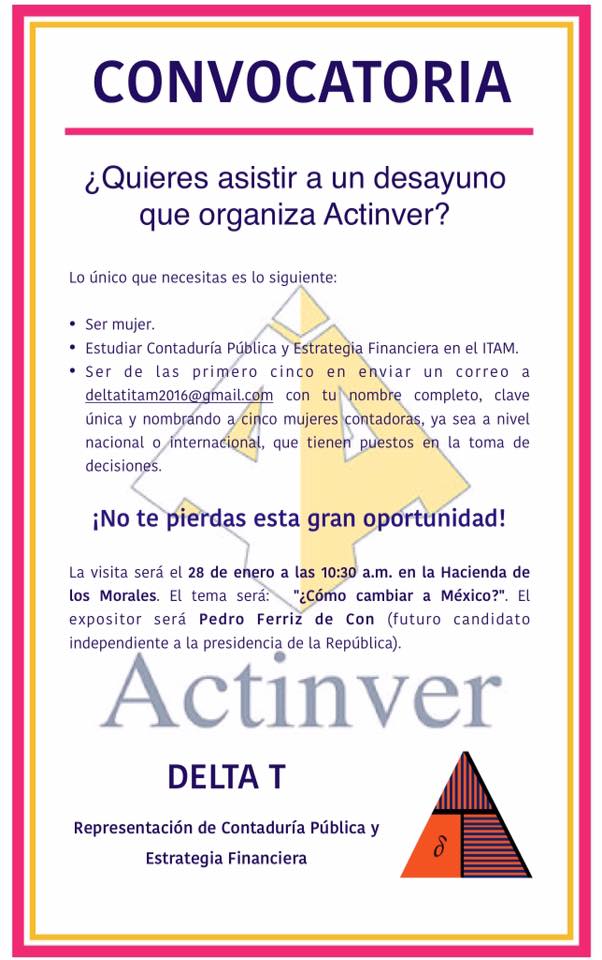 CONVOCATORIA
¿Quieres asistir a un desayuno
que organiza Actinver?
Lo único que necesitas es lo siguiente:
• Ser mujer.
• Estudiar Contaduría Pública y Estrategia Financiera en el ITAM.
• Ser de las primero cinco en enviar un correo a
deltatitam2016@gmail.com con tu nombre completo, clave
única y nombrando a cinco mujeres contadoras, ya sea a nivel
nacional o internacional, que tienen puestos en la toma de
decisiones.
¡No te pierdas esta gran oportunidad!
La visita será el 28 de enero a las 10:30 a.m. en la Hacienda de
los Morales. El tema será: "¿Cómo cambiar a México?". El
expositor será Pedro Ferriz de Con (futuro candidato
independiente a la presidencia de la República).
Actinver
DELTA T
Representación de Contaduría Pública y
Estrategia Financiera
δ